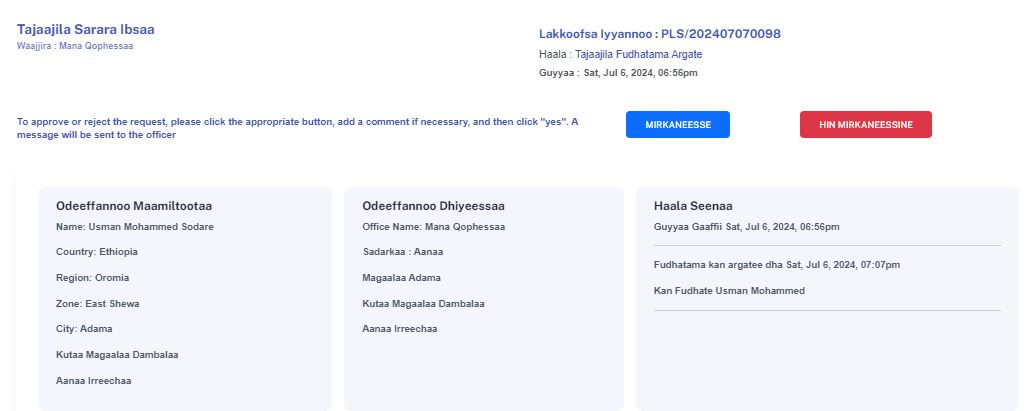 Tajaajila Sarara Ibsaa
Waajjira : Mana Qophessaa
Lakkoofsa Iyyannoo : PLS/202407070098
Haala : Tajaajila Fudhatama Argate
Guyyaa : Sat, Jul 6, 2024, 06:56pm
To approve or reject the request, please click the appropriate button, add a comment if necessary, and then click "yes". A
message will be sent to the officer
MIRKANEESSE
HIN MIRKANEESSINE
Odeeffannoo Maamiltootaa
Name: Usman Mohammed Sodare
Country: Ethiopia
Region: Oromia
Zone: East Shewa
City: Adama
Kutaa Magaalaa Dambalaa
Aanaa Irreechaa
Odeeffannoo Dhiyeessaa
Office Name: Mana Qophessaa
Sadarkaa : Aanaa
Magaalaa Adama
Kutaa Magaalaa Dambalaa
Aanaa Irreechaa
Haala Seenaa
Guyyaa Gaaffii Sat, Jul 6, 2024, 06:56pm
Fudhatama kan argatee dha Sat, Jul 6, 2024, 07:07pm
Kan Fudhate Usman Mohammed